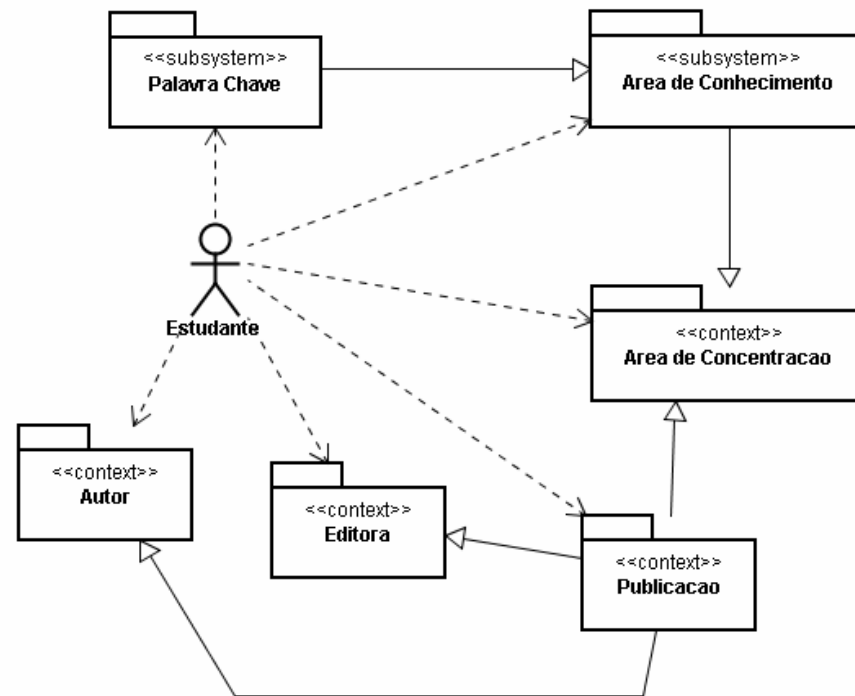 <<subsystem>>
Palavra Chave
<<subsystem>>
Area de Conhecimento
Estudante
<<context>>
Area de Concentracao
<<context>>
Autor
<<context>>
Editora
<<context>>
Publicacao